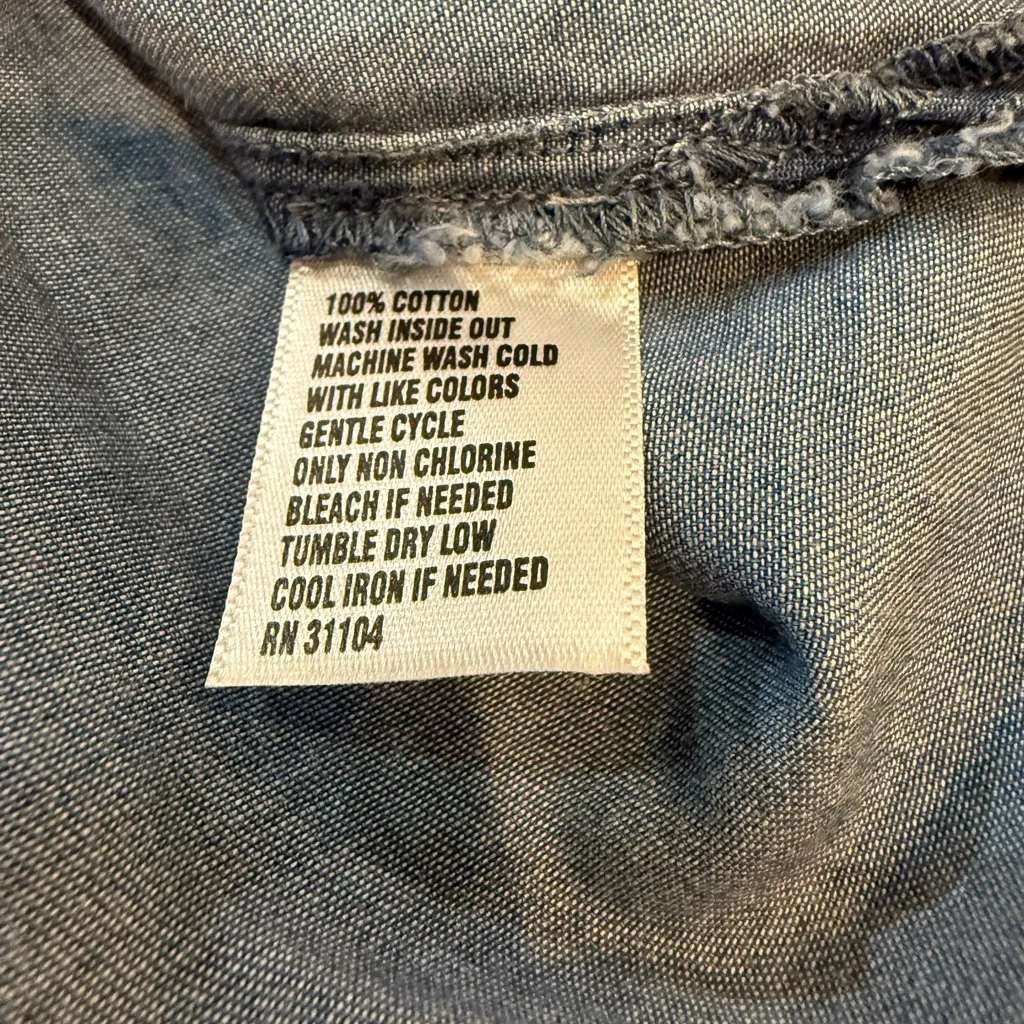 100% COTTON
WASH INSIDE OUT
MACHINE WASH COLD
WITH LIKE COLORS
GENTLE CYCLE
ONLY NON CHLORINE
BLEACH IF NEEDED
TUMBLE DRY LOW
COOL IRON IF NEEDED
RN 31104